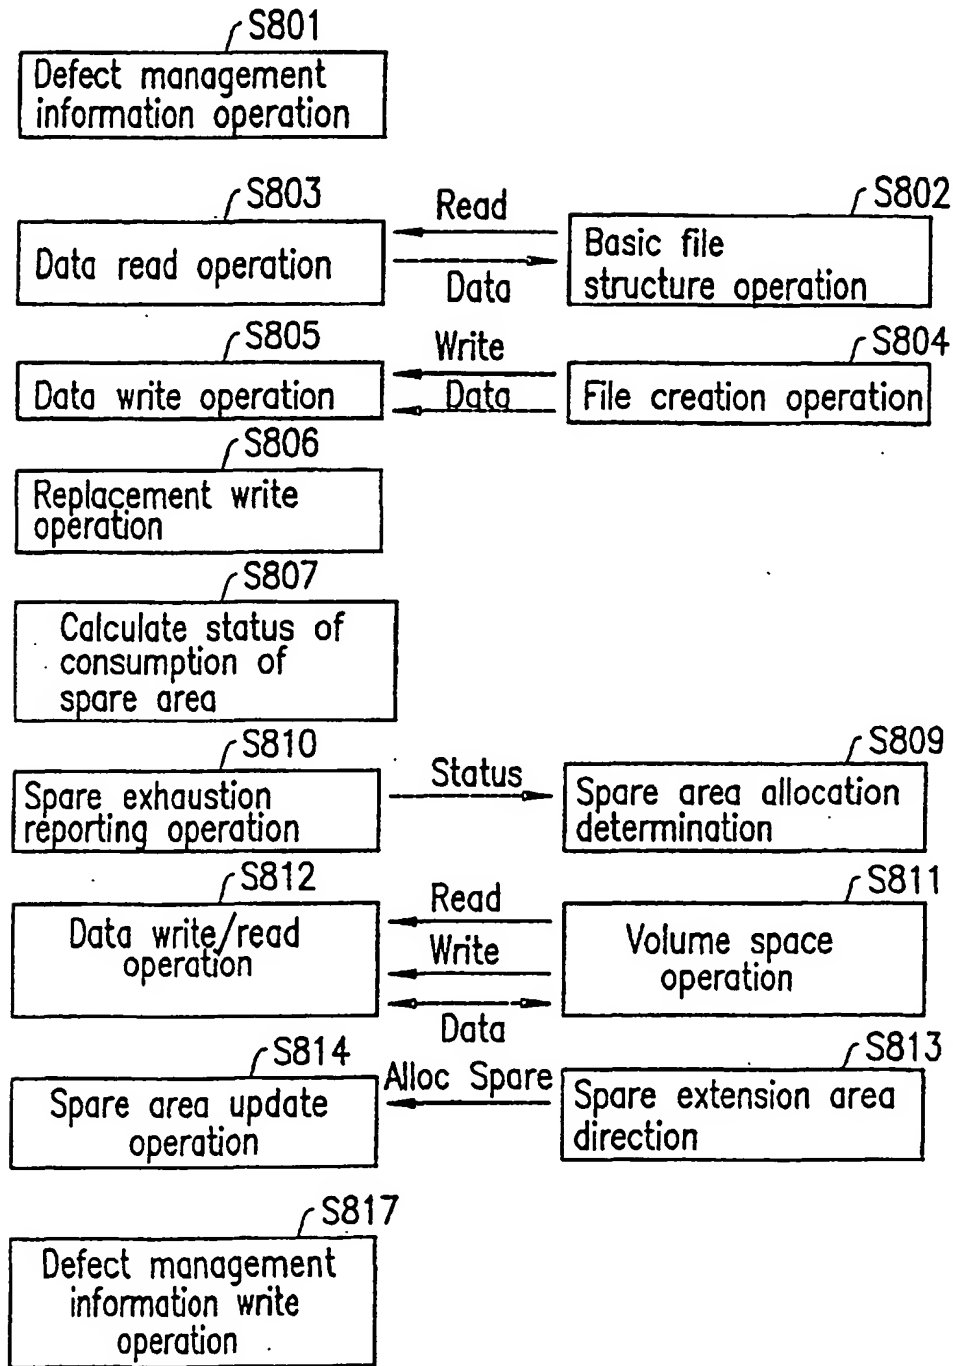 S801
Defect management
information operation
S803
Read
S802
Data read operation
Data
Basic file
structure operation
S805
Write
S804
Data write operation
Data
File creation operation
S806
Replacement write
operation
S807
Calculate status of
consumption of
spare area
S810
Status
S809
Spare exhaustion
reporting operation
Spare area allocation
determination
S812
Read
S811
Data write/read
operation
Write
Data
Volume space
operation
S814
Alloc Spare
S813
Spare area update
operation
Spare extension area
direction
S817
Defect management
information write
operation